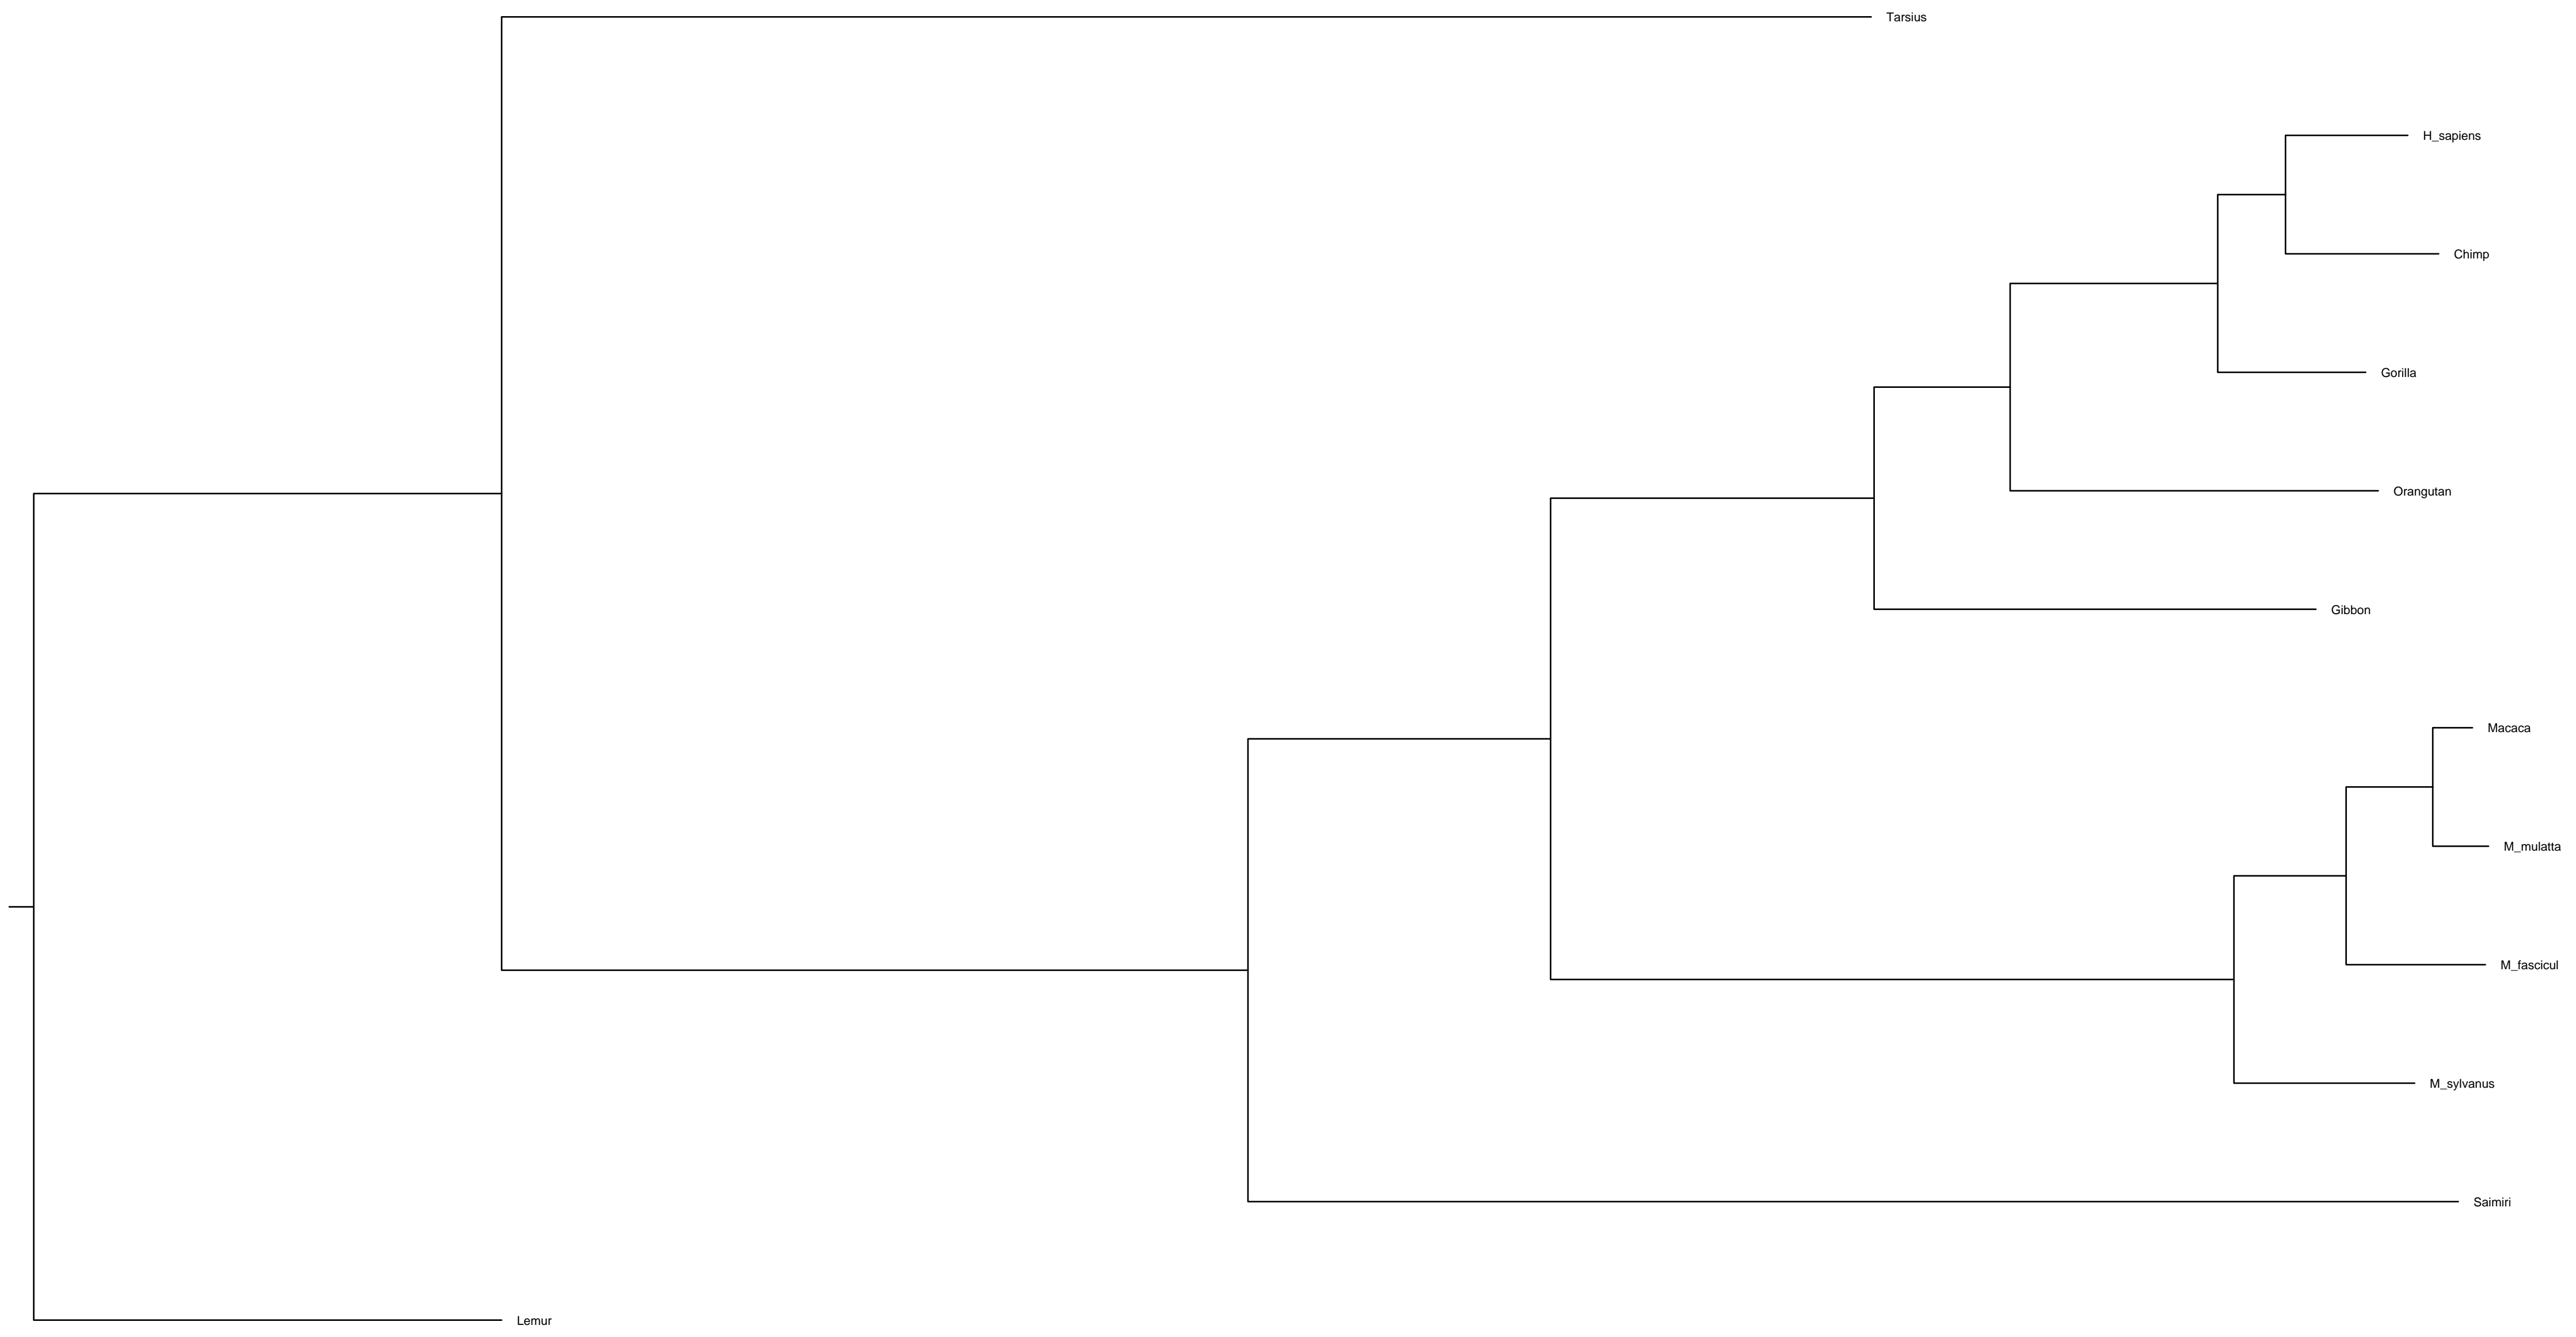 Tarsius
H_sapiens
Chimp
Gorilla
Orangutan
Gibbon
Macaca
M_mulatta
M_fascicul
M_sylvanus
Saimiri
Lemur